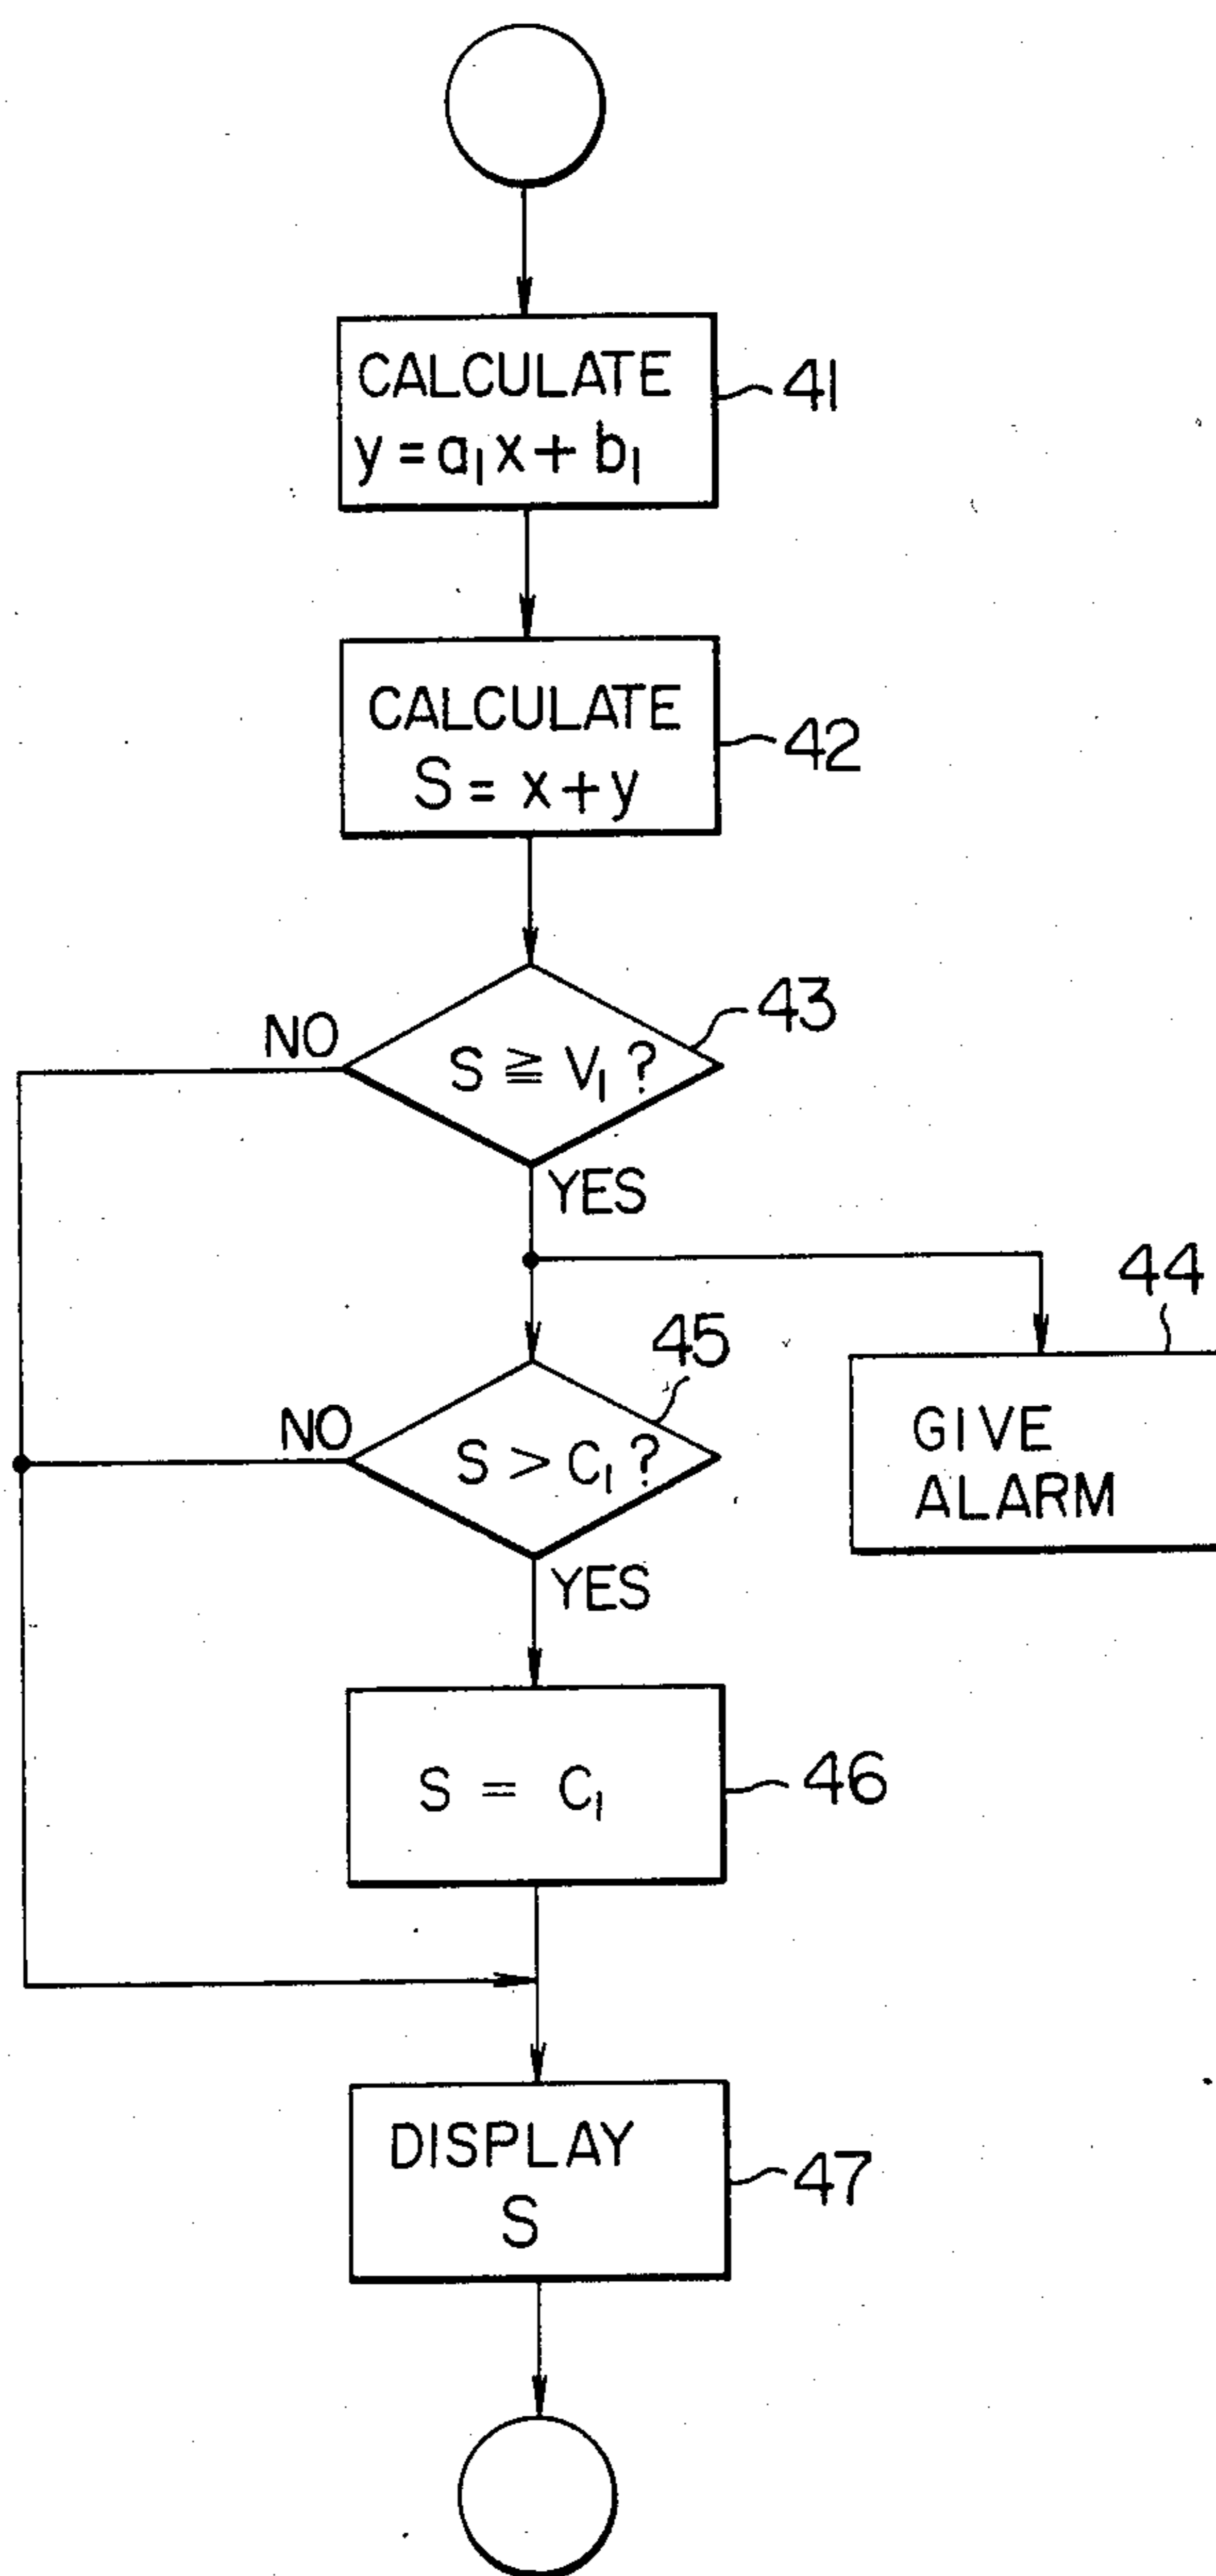 CALCULATE
y = a₁x + b₁
41
CALCULATE
S = x + y
42
43
NO
S ≧ V₁ ?
YES
44
45
GIVE
ALARM
NO
S > C₁ ?
YES
S = C₁
46
DISPLAY
S
47